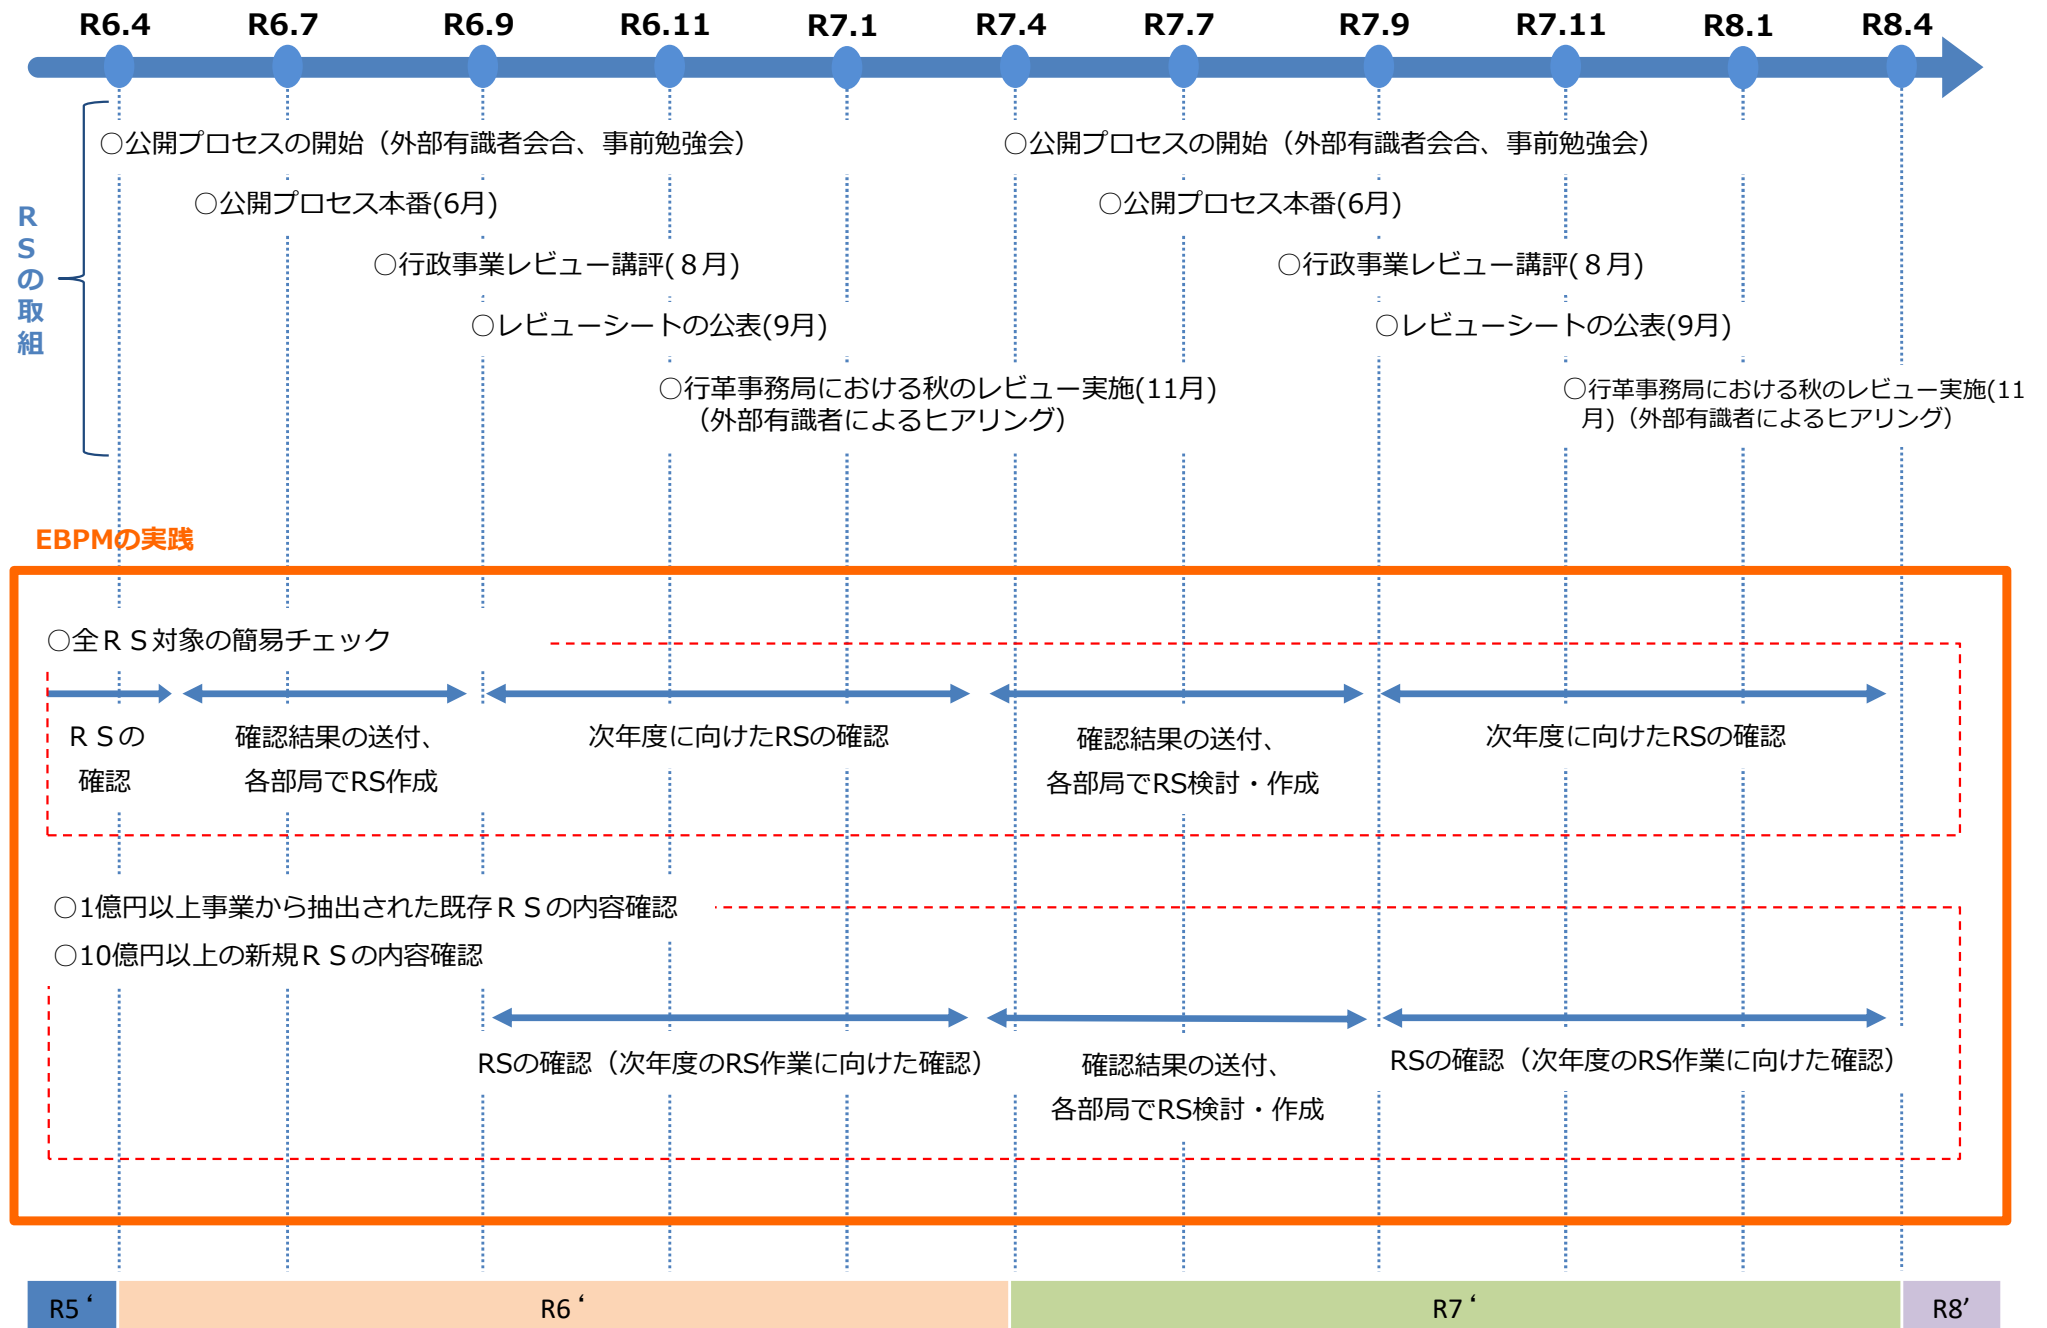 R6.4 R6.7 R6.9 R6.11 R7.1 R7.4 R7.7 R7.9 R7.11 R8.1 R8.4
RSの取組
○公開プロセスの開始（外部有識者会合、事前勉強会）
○公開プロセスの開始（外部有識者会合、事前勉強会）
○公開プロセス本番(6月)
○公開プロセス本番(6月)
○行政事業レビュー講評(８月)
○行政事業レビュー講評(８月)
○レビューシートの公表(9月)
○レビューシートの公表(9月)
○行革事務局における秋のレビュー実施(11月)
（外部有識者によるヒアリング）
○行革事務局における秋のレビュー実施(11
月)（外部有識者によるヒアリング）
EBPMの実践
○全ＲＳ対象の簡易チェック
ＲＳの
確認
確認結果の送付、
各部局でRS作成
次年度に向けたRSの確認
確認結果の送付、
各部局でRS検討・作成
次年度に向けたRSの確認
○1億円以上事業から抽出された既存ＲＳの内容確認
○10億円以上の新規ＲＳの内容確認
RSの確認（次年度のRS作業に向けた確認）
確認結果の送付、
各部局でRS検討・作成
RSの確認（次年度のRS作業に向けた確認）
R5‘ R6‘ R7‘ R8’